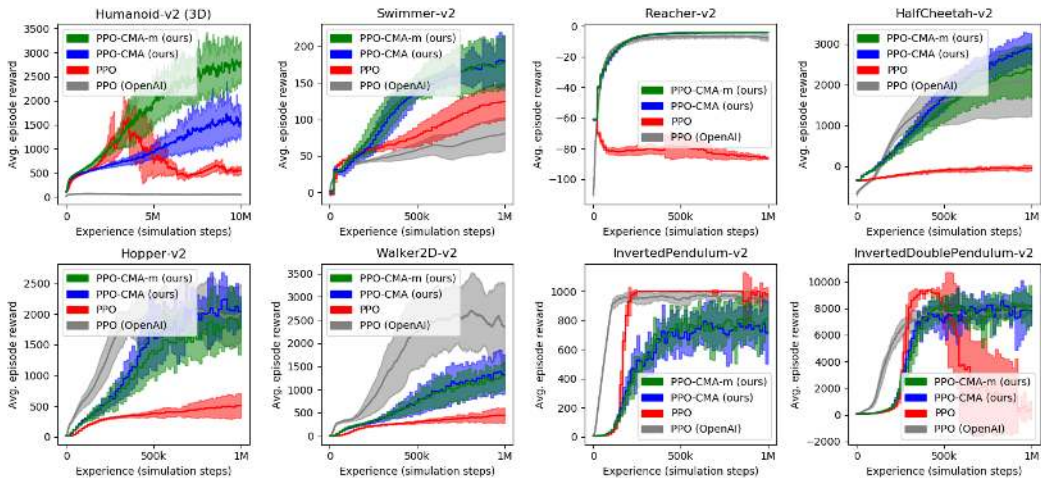 Humanoid-v2 (3D)
Avg. episode reward
3500
3000
2500
2000
1500
1000
500
0
PPO-CMA-m (ours)
PPO-CMA (ours)
PPO
PPO (OpenAI)
0
5M
10M
Experience (simulation steps)
Swimmer-v2
Avg. episode reward
200
150
100
50
0
PPO-CMA-m (ours)
PPO-CMA (ours)
PPO
PPO (OpenAI)
0
500k
1M
Experience (simulation steps)
Reacher-v2
Avg. episode reward
0
−20
−40
−60
−80
−100
PPO-CMA-m (ours)
PPO-CMA (ours)
PPO
PPO (OpenAI)
0
500k
1M
Experience (simulation steps)
HalfCheetah-v2
Avg. episode reward
3000
2000
1000
0
PPO-CMA-m (ours)
PPO-CMA (ours)
PPO
PPO (OpenAI)
0
500k
1M
Experience (simulation steps)
Hopper-v2
Avg. episode reward
2500
2000
1500
1000
500
0
PPO-CMA-m (ours)
PPO-CMA (ours)
PPO
PPO (OpenAI)
0
500k
1M
Experience (simulation steps)
Walker2D-v2
Avg. episode reward
3500
3000
2500
2000
1500
1000
500
0
PPO-CMA-m (ours)
PPO-CMA (ours)
PPO
PPO (OpenAI)
0
500k
1M
Experience (simulation steps)
InvertedPendulum-v2
Avg. episode reward
1000
800
600
400
200
0
PPO-CMA-m (ours)
PPO-CMA (ours)
PPO
PPO (OpenAI)
0
500k
1M
Experience (simulation steps)
InvertedDoublePendulum-v2
Avg. episode reward
10000
8000
6000
4000
2000
0
−2000
PPO-CMA-m (ours)
PPO-CMA (ours)
PPO
PPO (OpenAI)
0
500k
1M
Experience (simulation steps)